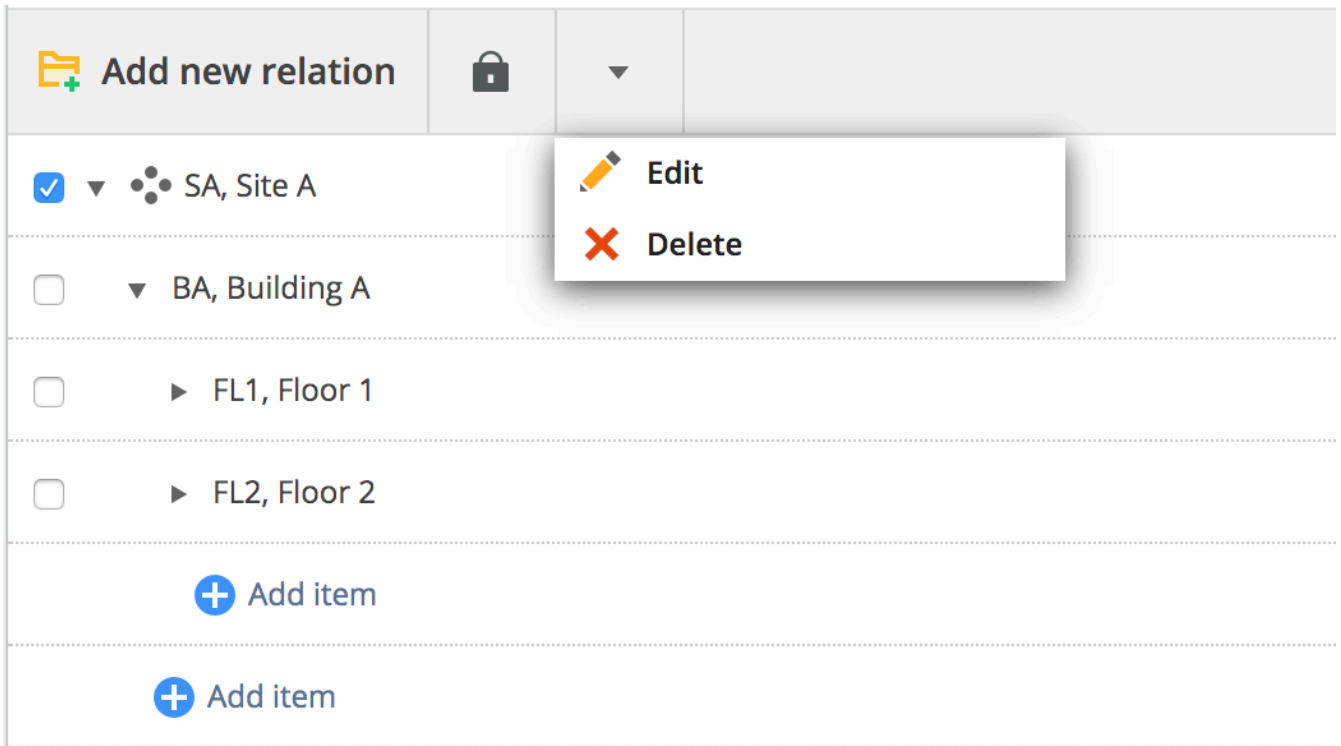 Add new relation
SA, Site A
Edit
Delete
BA, Building A
FL1, Floor 1
FL2, Floor 2
Add item
Add item